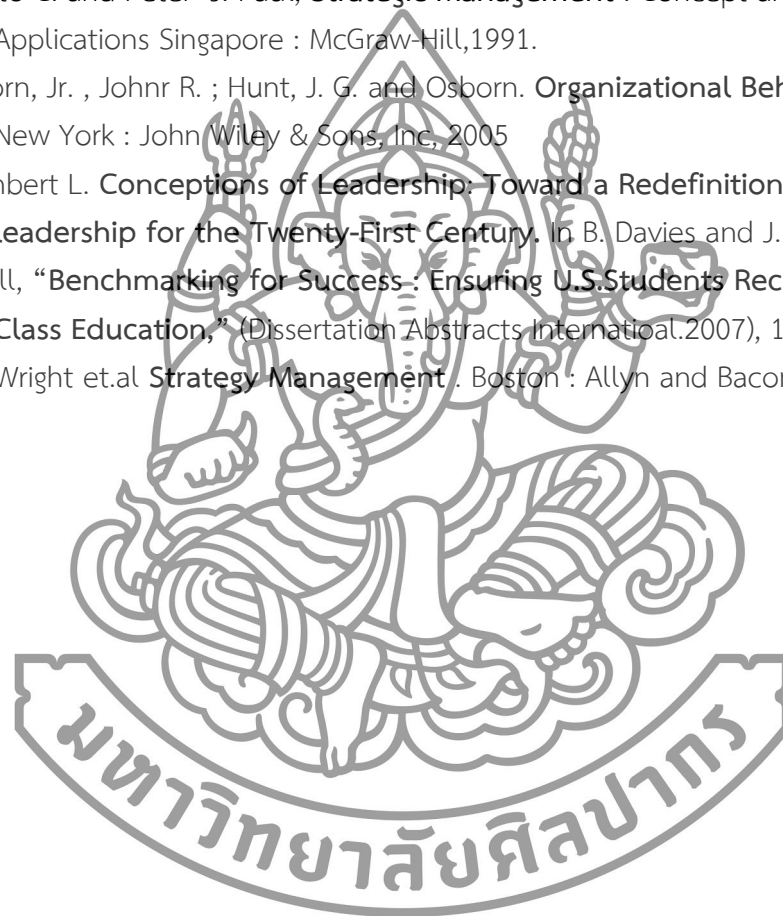 Applications Singapore : McGraw-Hill,1991.
orn, Jr. , Johnr R. ; Hunt, J. G. and Osborn. Organizational Beh
New York : John Wiley & Sons, Inc, 2005
nbert L. Conceptions of Leadership: Toward a Redefinition
Leadership for the Twenty-First Century. In B. Davies and J.
ll, “Benchmarking for Success : Ensuring U.S.Students Rec
Class Education,” (Dissertation Abstracts Internatioal.2007), 1
Wright et.al Strategy Management . Boston : Allyn and Bacor
มหาวิทยาลัยศิลปากร